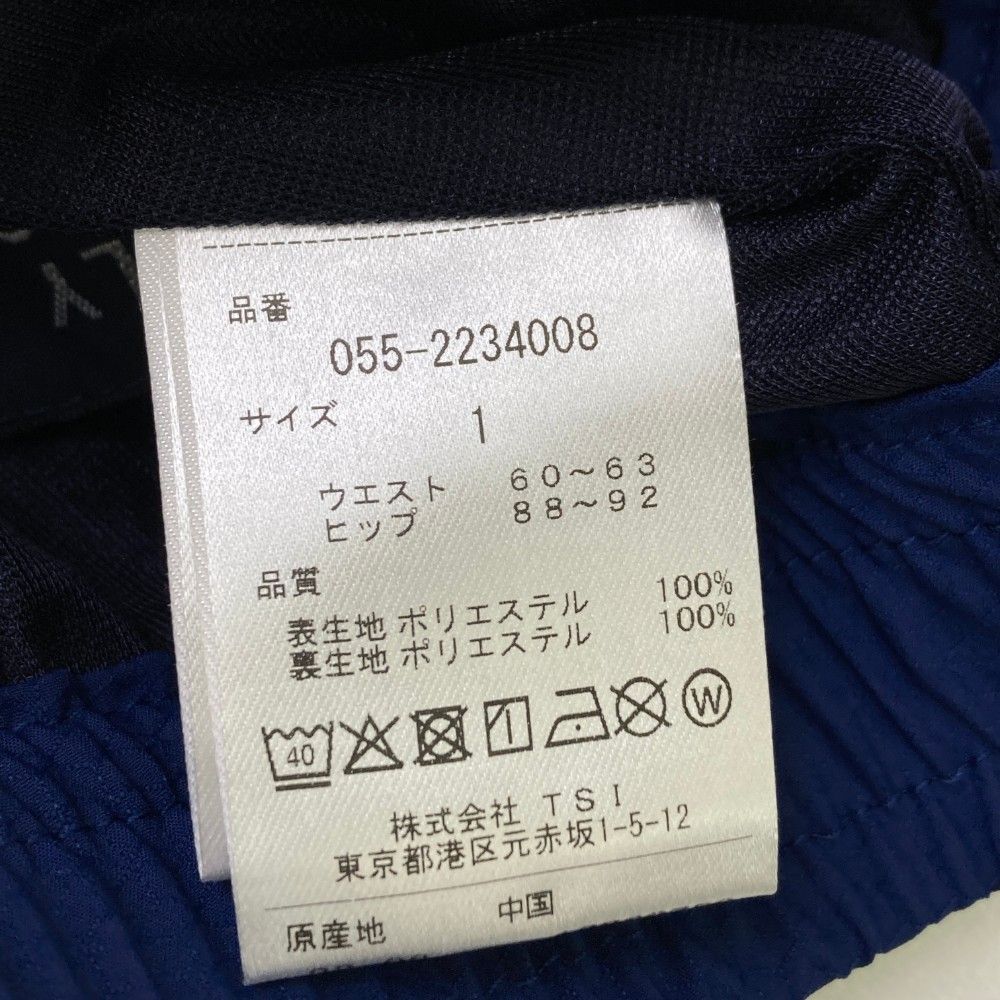 品番
055-2234008
サイズ 1
ウエスト 60～63
ヒップ 88～92
品質
表生地 ポリエステル 100%
裏生地 ポリエステル 100%
40 W
株式会社 TSI
東京都港区元赤坂1-5-12
原産地 中国